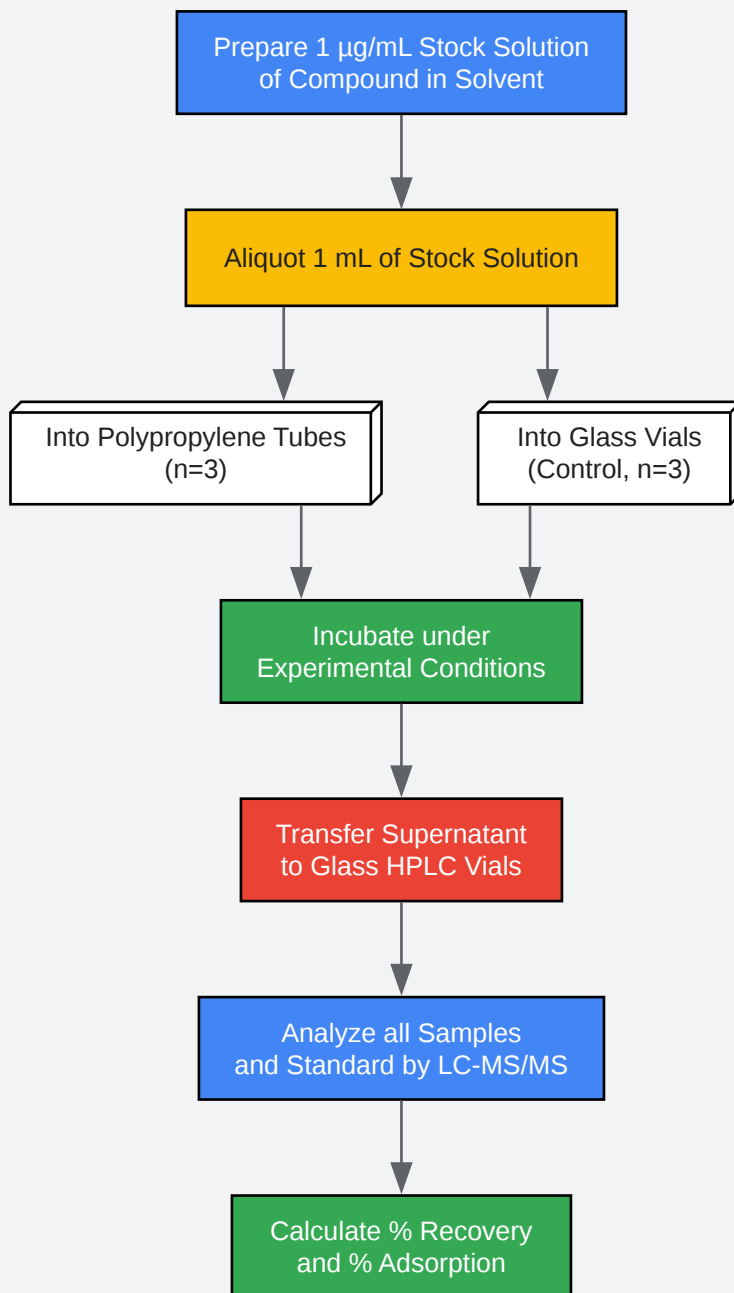 Prepare 1 µg/mL Stock Solution
of Compound in Solvent
Aliquot 1 mL of Stock Solution
Into Polypropylene Tubes
(n=3)
Into Glass Vials
(Control, n=3)
Incubate under
Experimental Conditions
Transfer Supernatant
to Glass HPLC Vials
Analyze all Samples
and Standard by LC-MS/MS
Calculate % Recovery
and % Adsorption